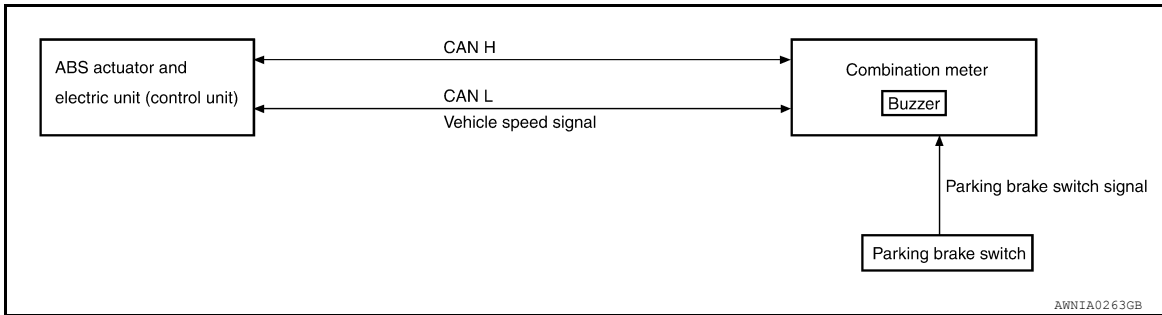 ABS actuator and
electric unit (control unit)
CAN H
CAN L
Vehicle speed signal
Combination meter
Buzzer
Parking brake switch signal
Parking brake switch
AWNIA0263GB